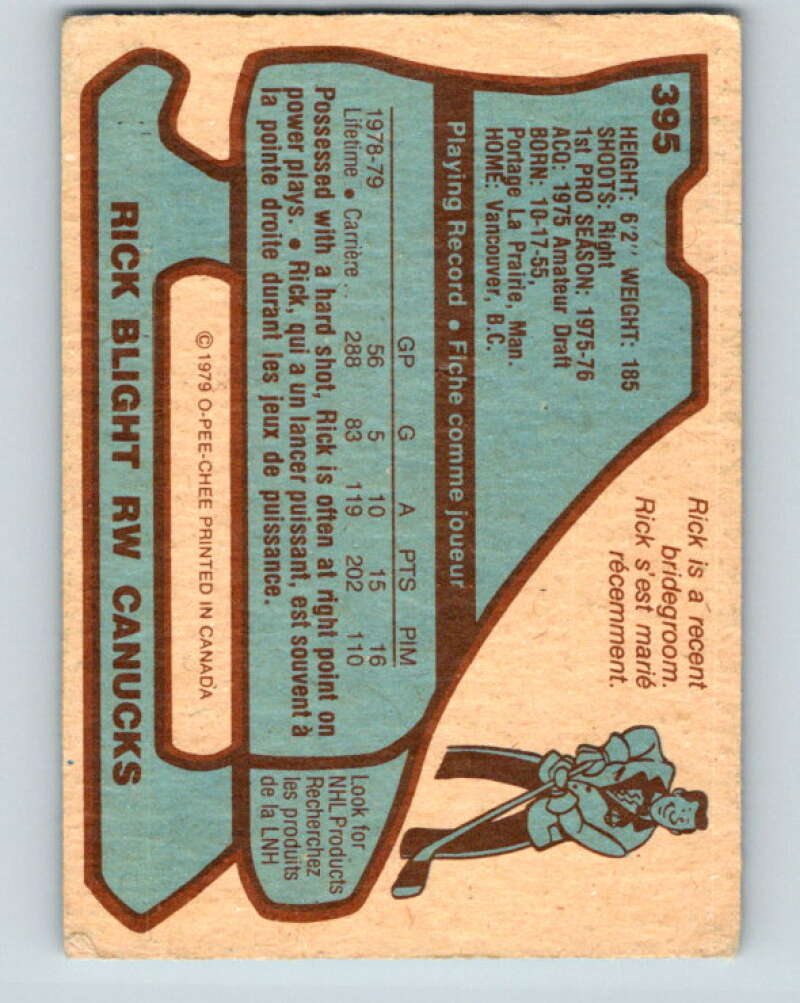 395
HEIGHT: 6'2" WEIGHT: 185
SHOOTS: Right
1st PRO SEASON: 1975-76
ACQ: 1975 Amateur Draft
BORN: 10-17-55,
Portage La Prairie, Man.
HOME: Vancouver, B.C.
Rick is a recent
bridegroom.
Rick s'est marié
récemment.
Playing Record • Fiche comme joueur
GP G A PTS PIM
1978-79 56 5 10 15 16
Lifetime • Carrière .. 288 83 119 202 110
Possessed with a hard shot, Rick is often at right point on
power plays. • Rick, qui a un lancer puissant, est souvent à
la pointe droite durant les jeux de puissance.
Look for
NHL Products
Recherchez
les produits
de la LNH
© 1979 O-PEE-CHEE PRINTED IN CANADA
RICK BLIGHT RW CANUCKS